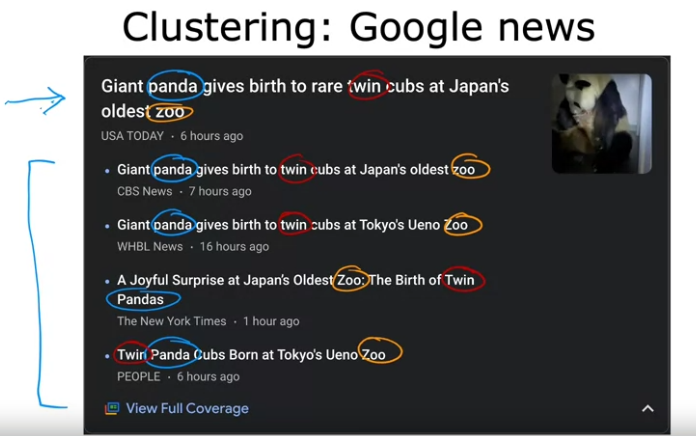 Clustering: Google news
Giant panda gives birth to rare twin cubs at Japan's
oldest zoo
USA TODAY · 6 hours ago
• Giant panda gives birth to twin cubs at Japan's oldest zoo
CBS News · 7 hours ago
• Giant panda gives birth to twin cubs at Tokyo's Ueno Zoo
WHBL News · 16 hours ago
• A Joyful Surprise at Japan's Oldest Zoo: The Birth of Twin
Pandas
The New York Times · 1 hour ago
• Twin Panda Cubs Born at Tokyo's Ueno Zoo
PEOPLE · 6 hours ago
View Full Coverage